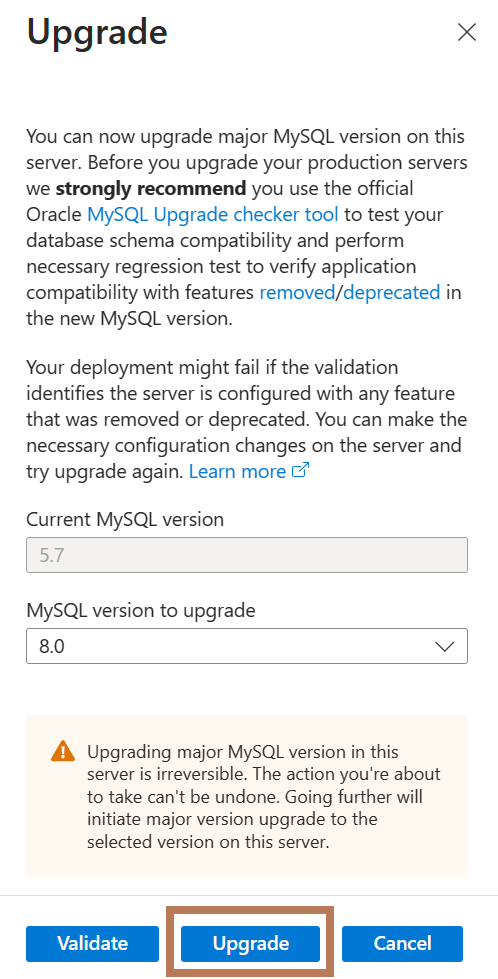 Upgrade
You can now upgrade major MySQL version on this
server. Before you upgrade your production servers
we strongly recommend you use the official
Oracle MySQL Upgrade checker tool to test your
database schema compatibility and perform
necessary regression test to verify application
compatibility with features removed/deprecated in
the new MySQL version.
Your deployment might fail if the validation
identifies the server is configured with any feature
that was removed or deprecated. You can make the
necessary configuration changes on the server and
try upgrade again. Learn more
Current MySQL version
5.7
MySQL version to upgrade
8.0
Upgrading major MySQL version in this
server is irreversible. The action you're about
to take can't be undone. Going further will
initiate major version upgrade to the
selected version on this server.
Validate Upgrade Cancel